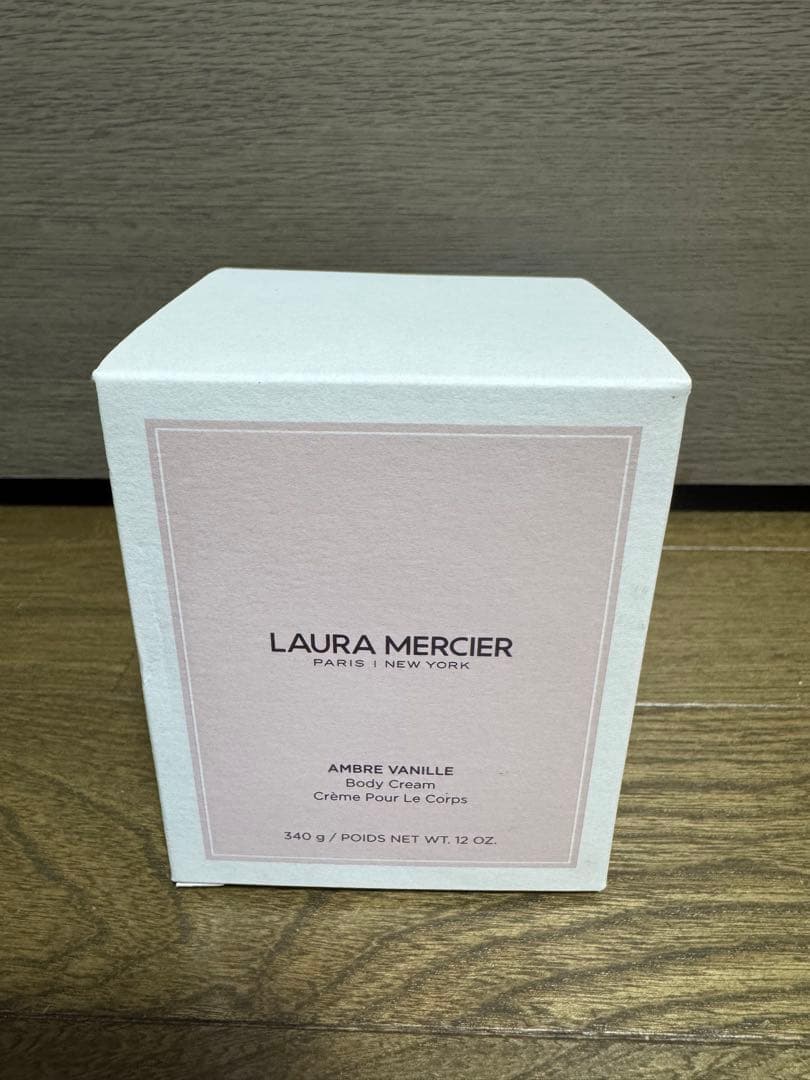 LAURA MERCIER
PARIS | NEW YORK
AMBRE VANILLE
Body Cream
Crème Pour Le Corps
340 g / POIDS NET WT. 12 OZ.